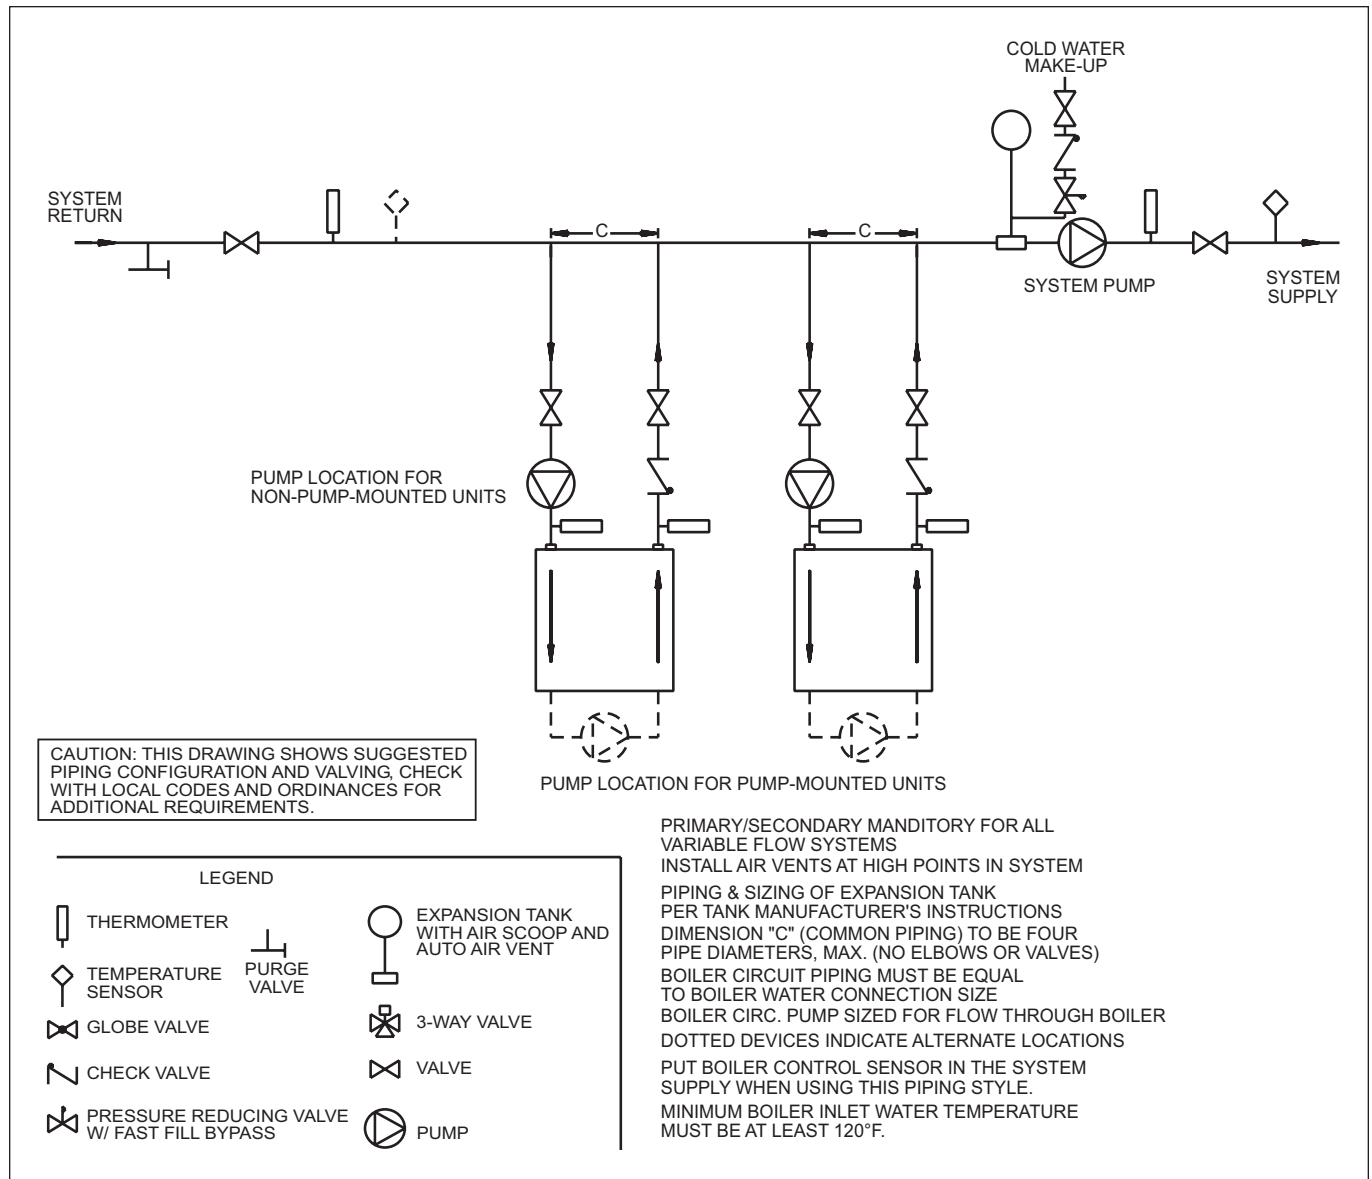 COLD WATER
MAKE-UP
SYSTEM
RETURN
C
C
SYSTEM PUMP
SYSTEM
SUPPLY
PUMP LOCATION FOR
NON-PUMP-MOUNTED UNITS
PUMP LOCATION FOR PUMP-MOUNTED UNITS
CAUTION: THIS DRAWING SHOWS SUGGESTED
PIPING CONFIGURATION AND VALVING, CHECK
WITH LOCAL CODES AND ORDINANCES FOR
ADDITIONAL REQUIREMENTS.
LEGEND
THERMOMETER
TEMPERATURE
SENSOR
PURGE
VALVE
GLOBE VALVE
CHECK VALVE
PRESSURE REDUCING VALVE
W/ FAST FILL BYPASS
EXPANSION TANK
WITH AIR SCOOP AND
AUTO AIR VENT
3-WAY VALVE
VALVE
PUMP
PRIMARY/SECONDARY MANDITORY FOR ALL
VARIABLE FLOW SYSTEMS
INSTALL AIR VENTS AT HIGH POINTS IN SYSTEM
PIPING & SIZING OF EXPANSION TANK
PER TANK MANUFACTURER'S INSTRUCTIONS
DIMENSION "C" (COMMON PIPING) TO BE FOUR
PIPE DIAMETERS, MAX. (NO ELBOWS OR VALVES)
BOILER CIRCUIT PIPING MUST BE EQUAL
TO BOILER WATER CONNECTION SIZE
BOILER CIRC. PUMP SIZED FOR FLOW THROUGH BOILER
DOTTED DEVICES INDICATE ALTERNATE LOCATIONS
PUT BOILER CONTROL SENSOR IN THE SYSTEM
SUPPLY WHEN USING THIS PIPING STYLE.
MINIMUM BOILER INLET WATER TEMPERATURE
MUST BE AT LEAST 120°F.